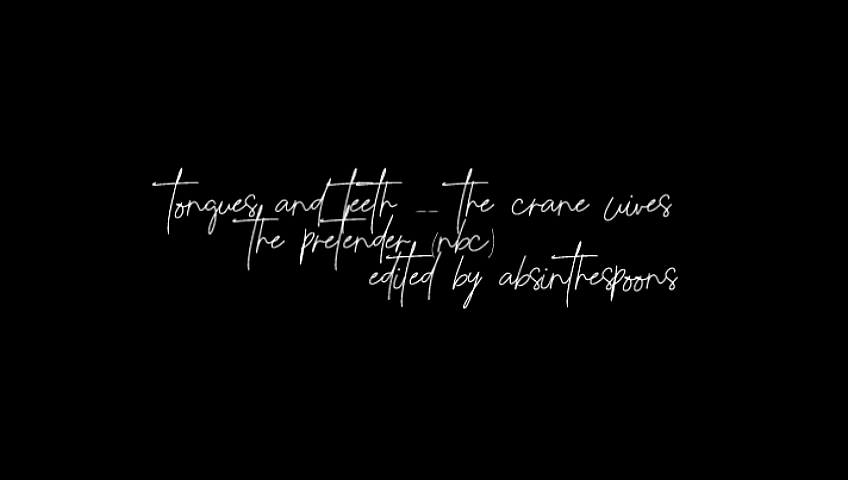 tongues and teeth -- the crane wives
the pretender (nbc)
edited by absinthespoons